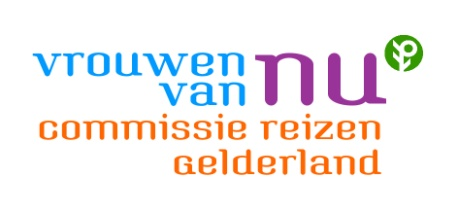 vrouwen
van nu
commissie reizen
Gelderland